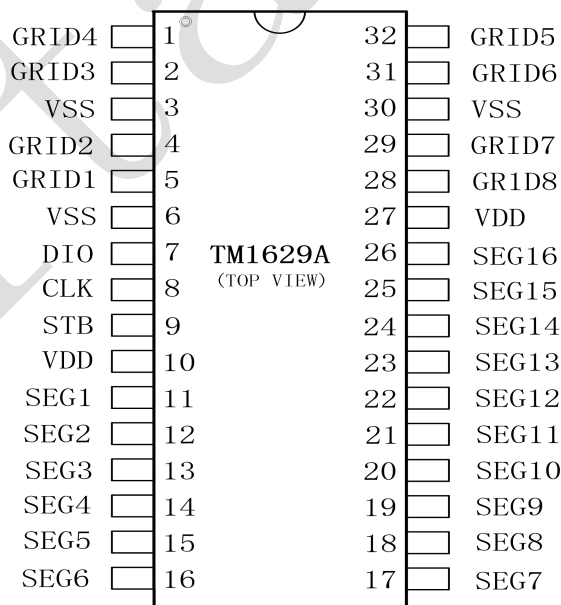 GRID4 1 32 GRID5
GRID3 2 31 GRID6
VSS 3 30 VSS
GRID2 4 29 GRID7
GRID1 5 28 GR1D8
VSS 6 27 VDD
DIO 7 TM1629A 26 SEG16
(TOP VIEW)
CLK 8 25 SEG15
STB 9 24 SEG14
VDD 10 23 SEG13
SEG1 11 22 SEG12
SEG2 12 21 SEG11
SEG3 13 20 SEG10
SEG4 14 19 SEG9
SEG5 15 18 SEG8
SEG6 16 17 SEG7